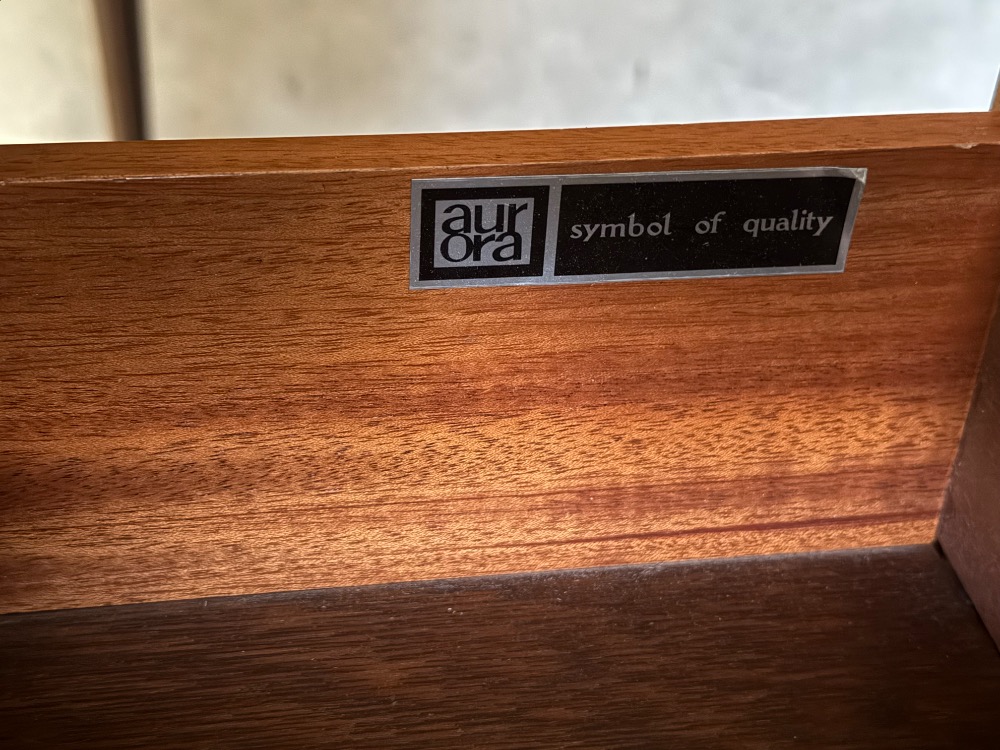 aur
ora
symbol of quality